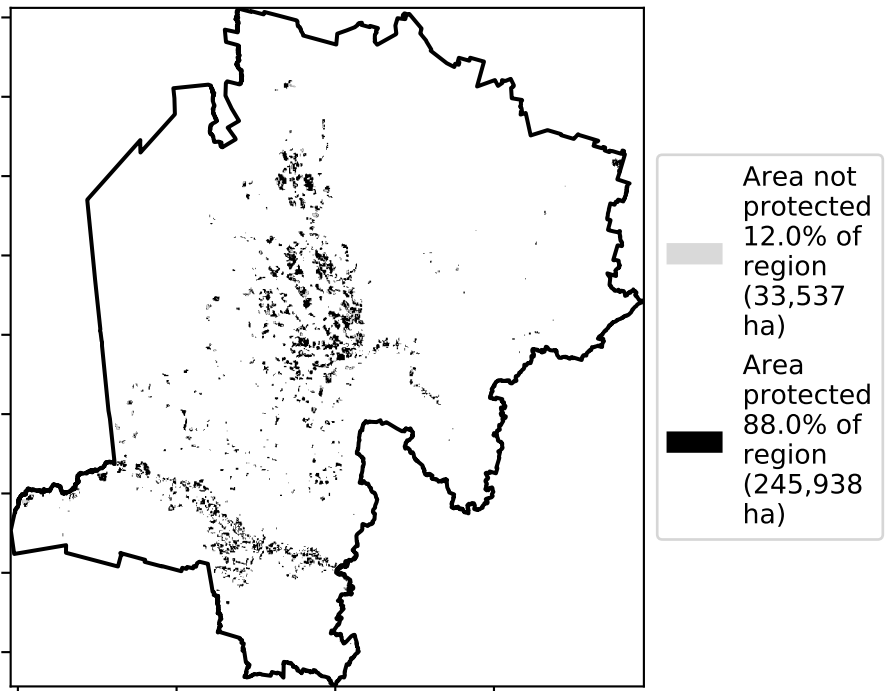 Area not
protected
12.0% of
region
(33,537
ha)
Area
protected
88.0% of
region
(245,938
ha)